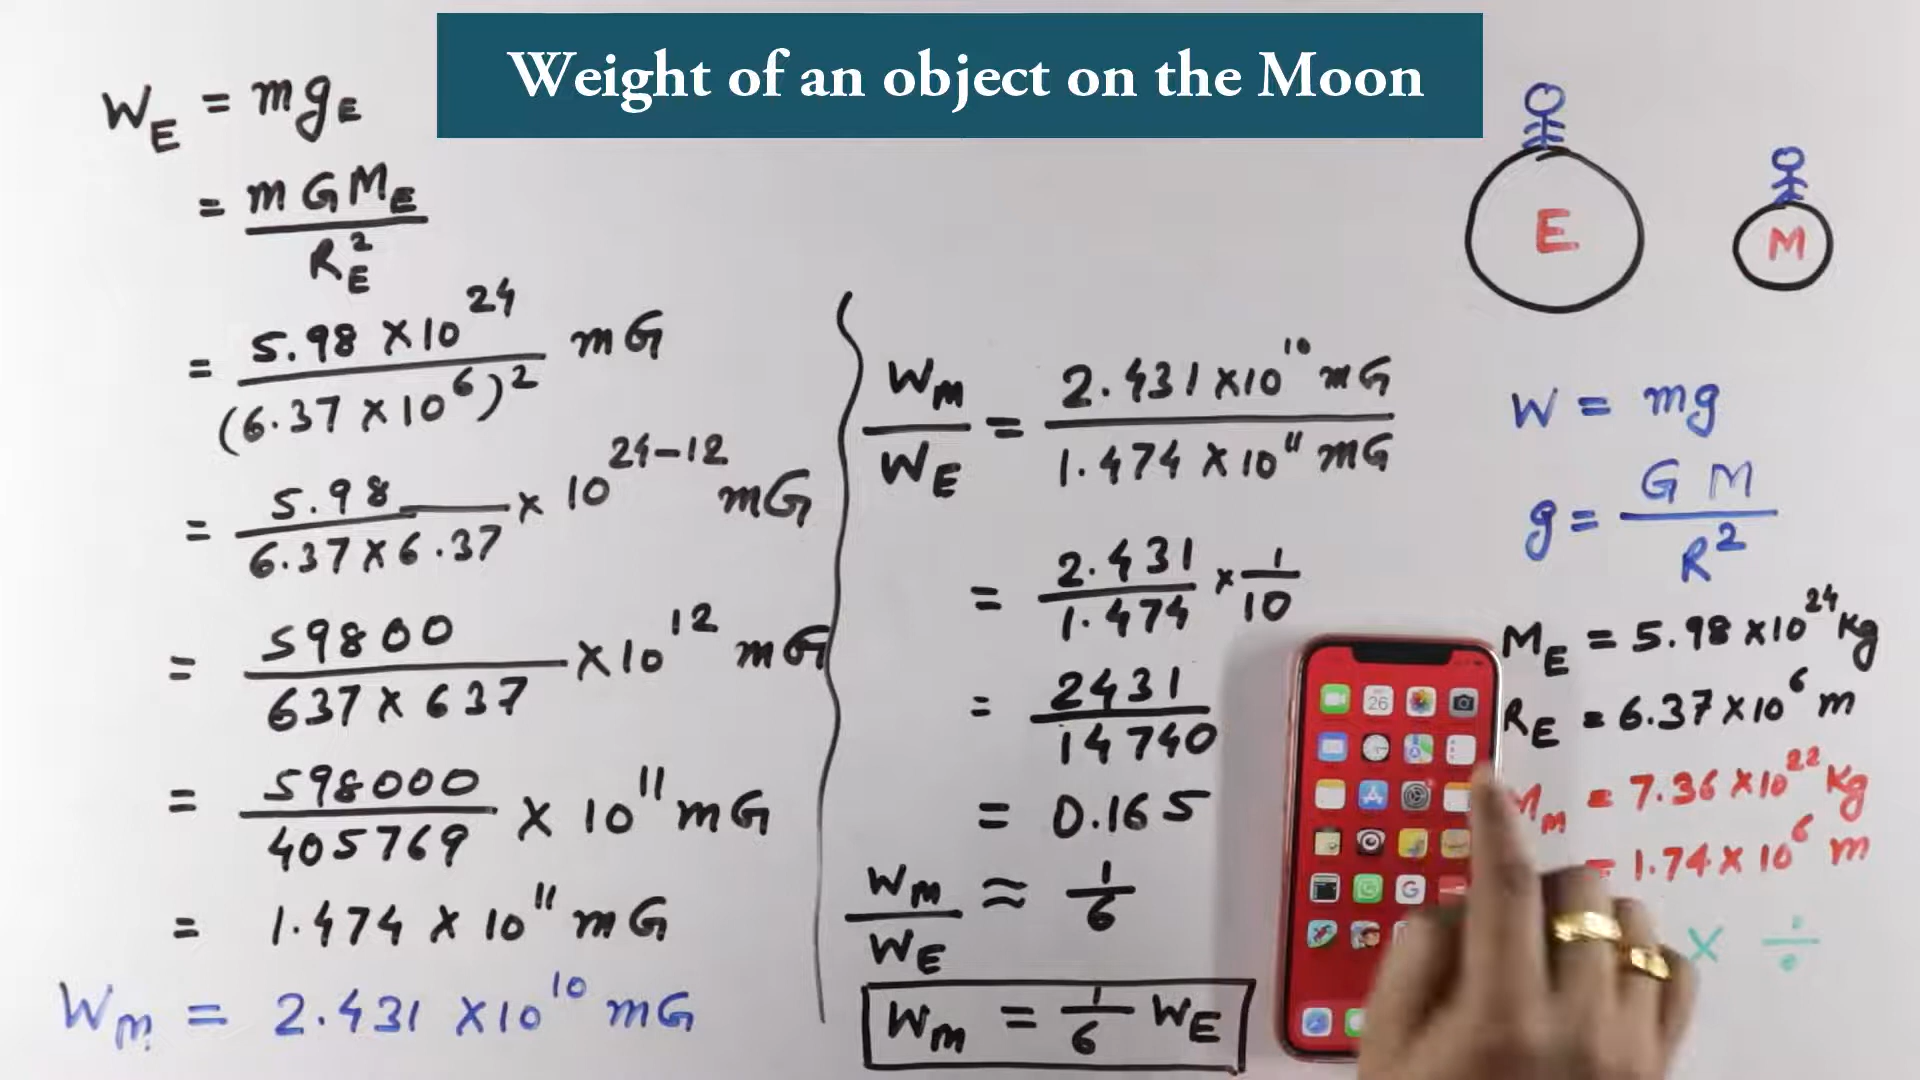 Weight of an object on the Moon
W_E = mg_E
= m G M_E / R_E^2
= 5.98 × 10^24 / (6.37 × 10^6)^2 mG
= 5.98 / 6.37 × 6.37 × 10^24-12 mG
= 59800 / 637 × 637 × 10^12 mG
= 598000 / 405769 × 10^11 mG
= 1.474 × 10^11 mG
W_m = 2.431 × 10^10 mG
W_m / W_E = 2.431 × 10^10 mG / 1.474 × 10^11 mG
= 2.431 / 1.474 × 1 / 10
= 2431 / 14740
= 0.165
W_m / W_E ≈ 1 / 6
W_m = 1 / 6 W_E
E
M
W = mg
g = G M / R^2
M_E = 5.98 × 10^24 kg
R_E = 6.37 × 10^6 m
M_m = 7.36 × 10^22 kg
= 1.74 × 10^6 m
× ÷
26